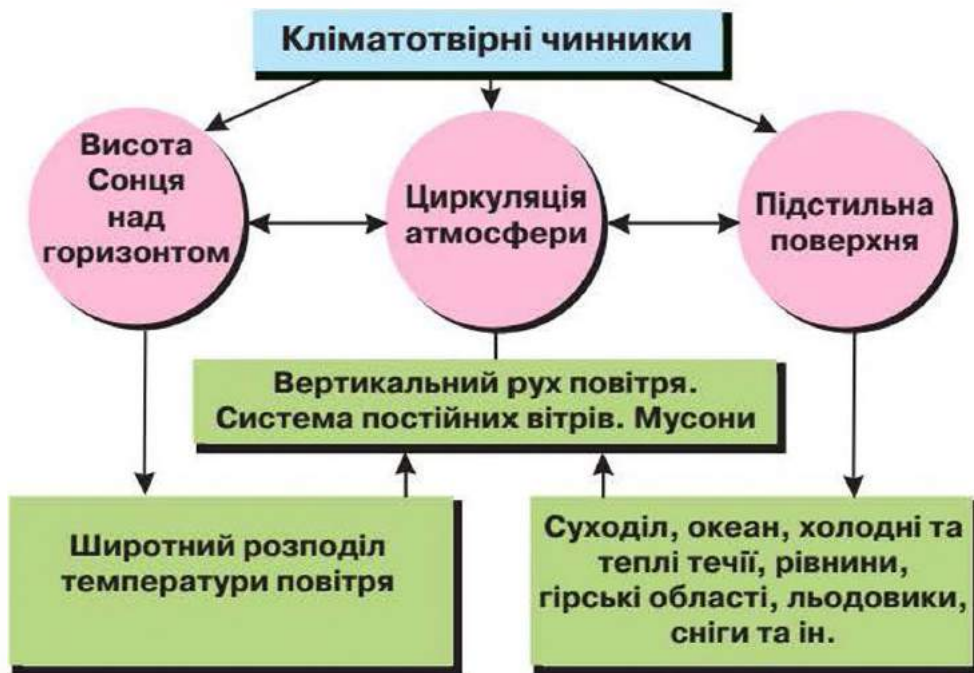 Кліматотвірні чинники
Висота
Сонця
над
горизонтом
Циркуляція
атмосфери
Підстильна
поверхня
Вертикальний рух повітря.
Система постійних вітрів. Мусони
Широтний розподіл
температури повітря
Суходіл, океан, холодні та
теплі течії, рівнини,
гірські області, льодовики,
сніги та ін.